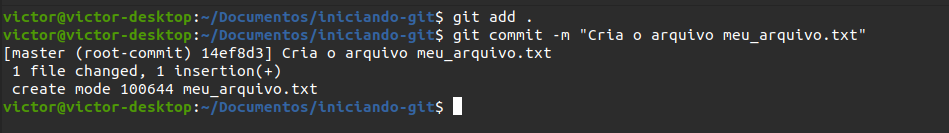 victor@victor-desktop:~/Documentos/iniciando-git$ git add .
victor@victor-desktop:~/Documentos/iniciando-git$ git commit -m "Cria o arquivo meu_arquivo.txt"
[master (root-commit) 14ef8d3] Cria o arquivo meu_arquivo.txt
 1 file changed, 1 insertion(+)
 create mode 100644 meu_arquivo.txt
victor@victor-desktop:~/Documentos/iniciando-git$